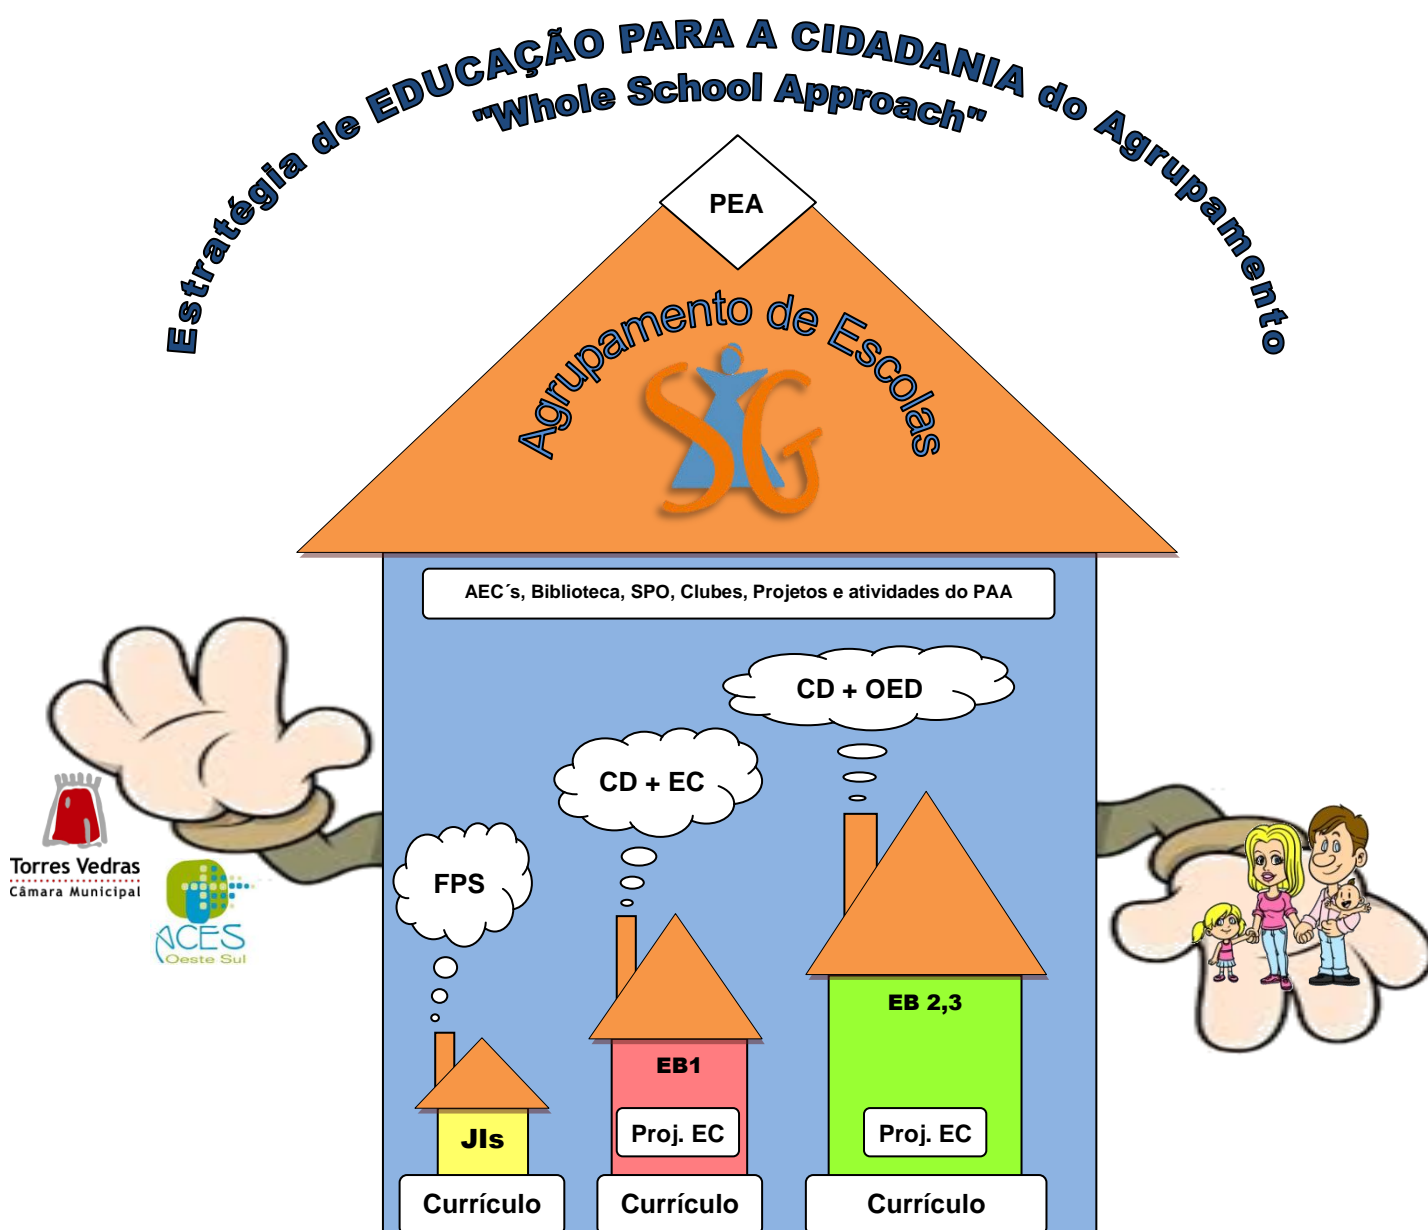 Estratégia de EDUCAÇÃO PARA A CIDADANIA do Agrupamento
"Whole School Approach"
PEA
Agrupamento de Escolas
SG
AEC´s, Biblioteca, SPO, Clubes, Projetos e atividades do PAA
CD + OED
CD + EC
FPS
Torres Vedras
Câmara Municipal
ACES
Oeste Sul
EB 2,3
EB1
JIs
Proj. EC
Proj. EC
Currículo
Currículo
Currículo